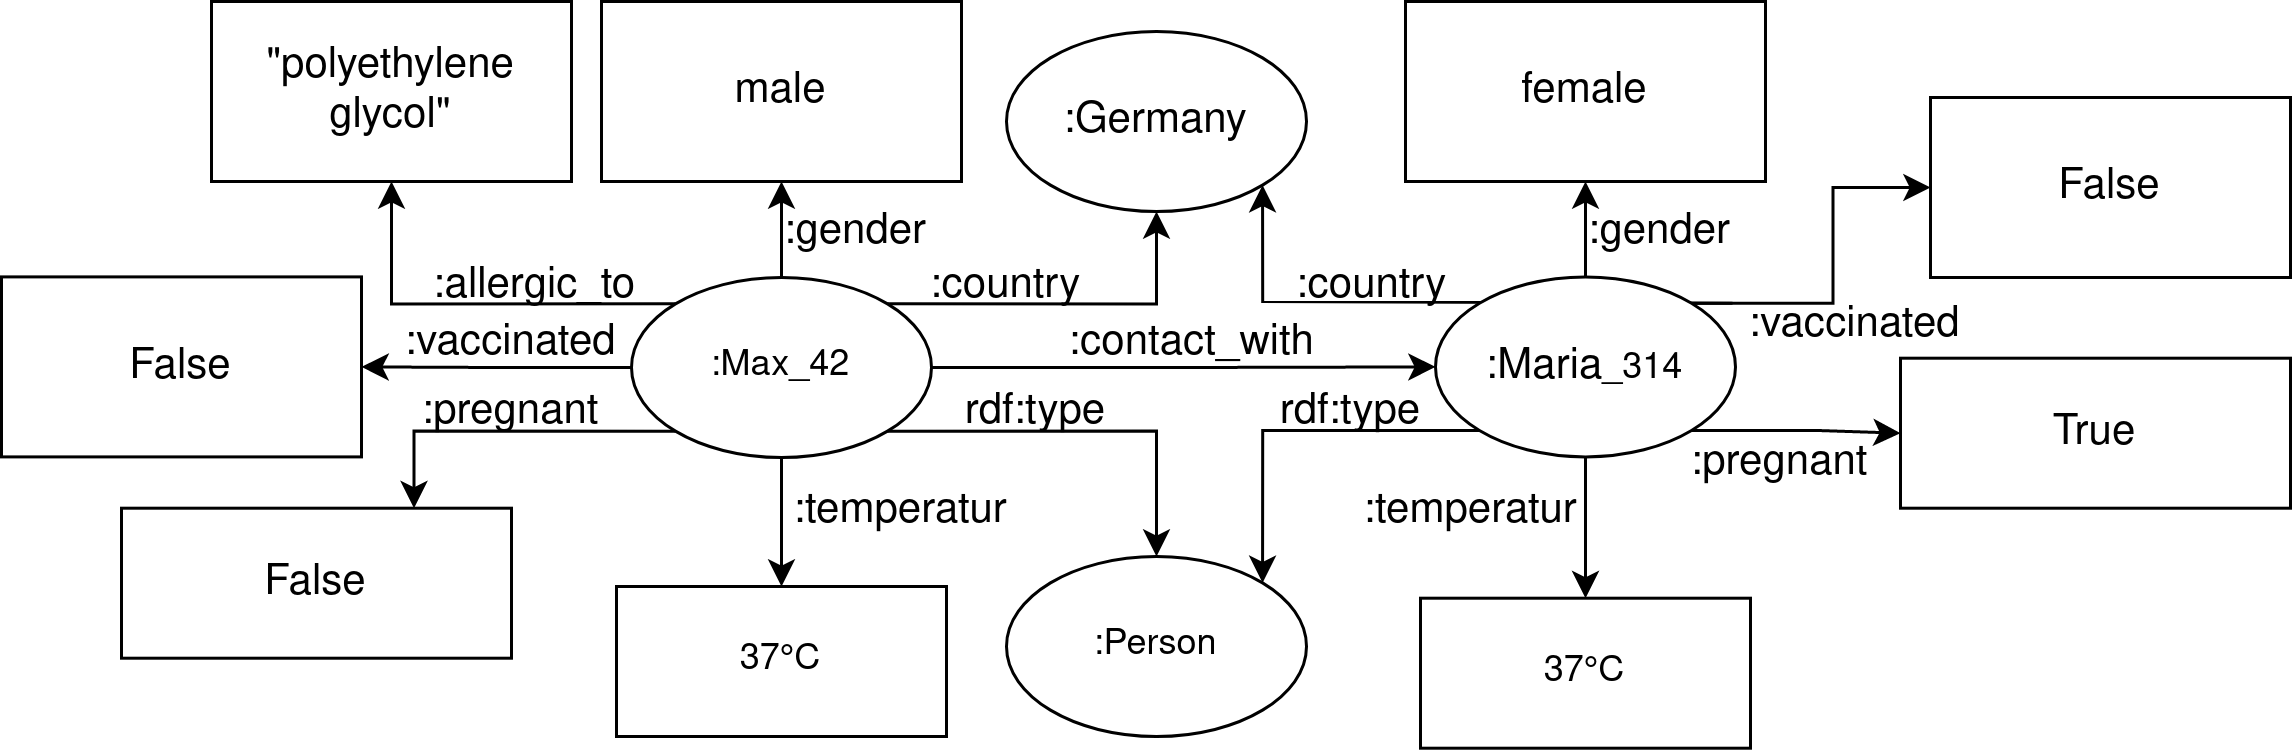 "polyethylene
glycol"
male
:Germany
female
False
:gender
:gender
:allergic_to
:country
:country
:vaccinated
False
:vaccinated
:Max_42
:contact_with
:Maria_314
:pregnant
rdf:type
rdf:type
True
:pregnant
:temperatur
:temperatur
False
37°C
:Person
37°C